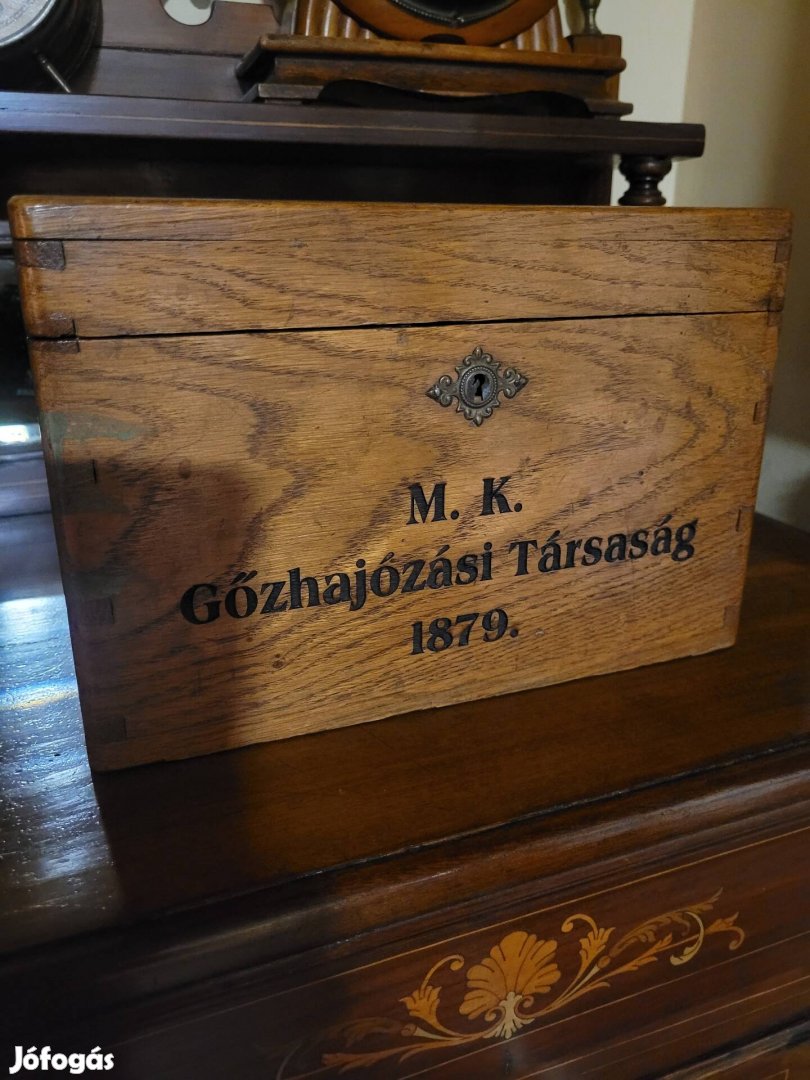 M. K.
Gőzhajózási Társaság
1879.
Jófogás